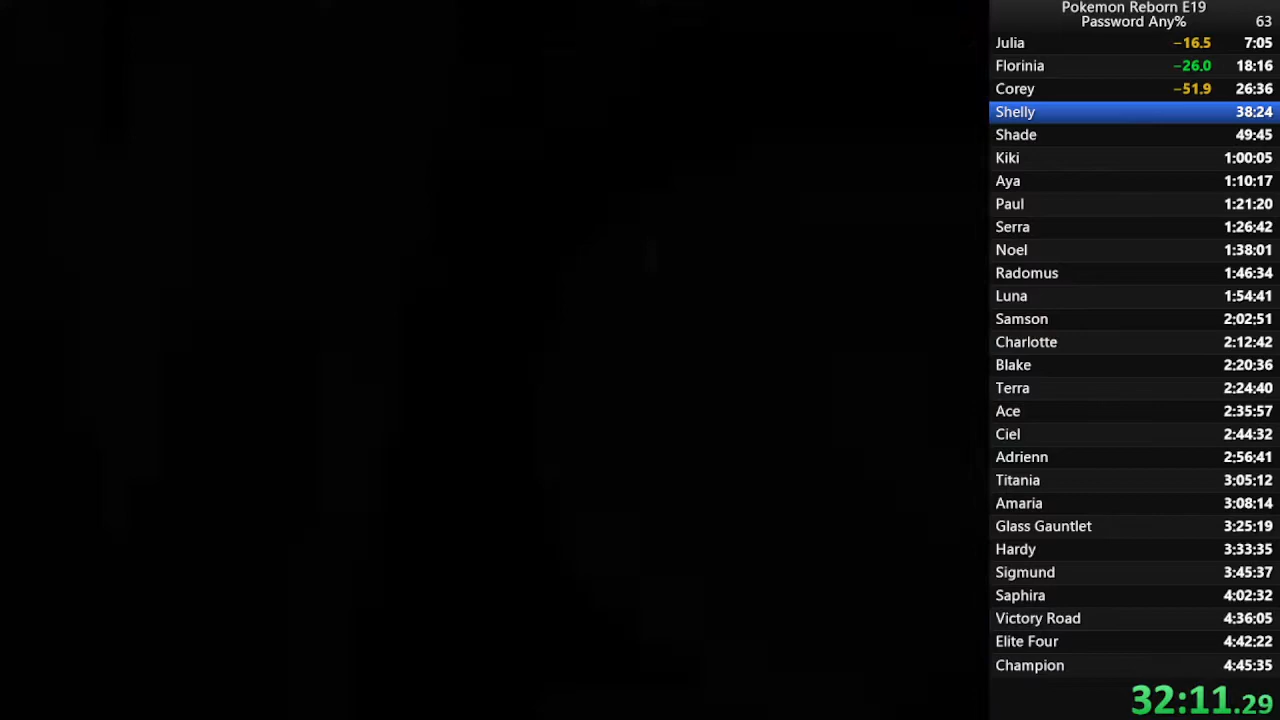 Pokemon Reborn E19
Password Any% 63
Julia −16.5 7:05
Florinia −26.0 18:16
Corey −51.9 26:36
Shelly 38:24
Shade 49:45
Kiki 1:00:05
Aya 1:10:17
Paul 1:21:20
Serra 1:26:42
Noel 1:38:01
Radomus 1:46:34
Luna 1:54:41
Samson 2:02:51
Charlotte 2:12:42
Blake 2:20:36
Terra 2:24:40
Ace 2:35:57
Ciel 2:44:32
Adrienn 2:56:41
Titania 3:05:12
Amaria 3:08:14
Glass Gauntlet 3:25:19
Hardy 3:33:35
Sigmund 3:45:37
Saphira 4:02:32
Victory Road 4:36:05
Elite Four 4:42:22
Champion 4:45:35
32:11.29